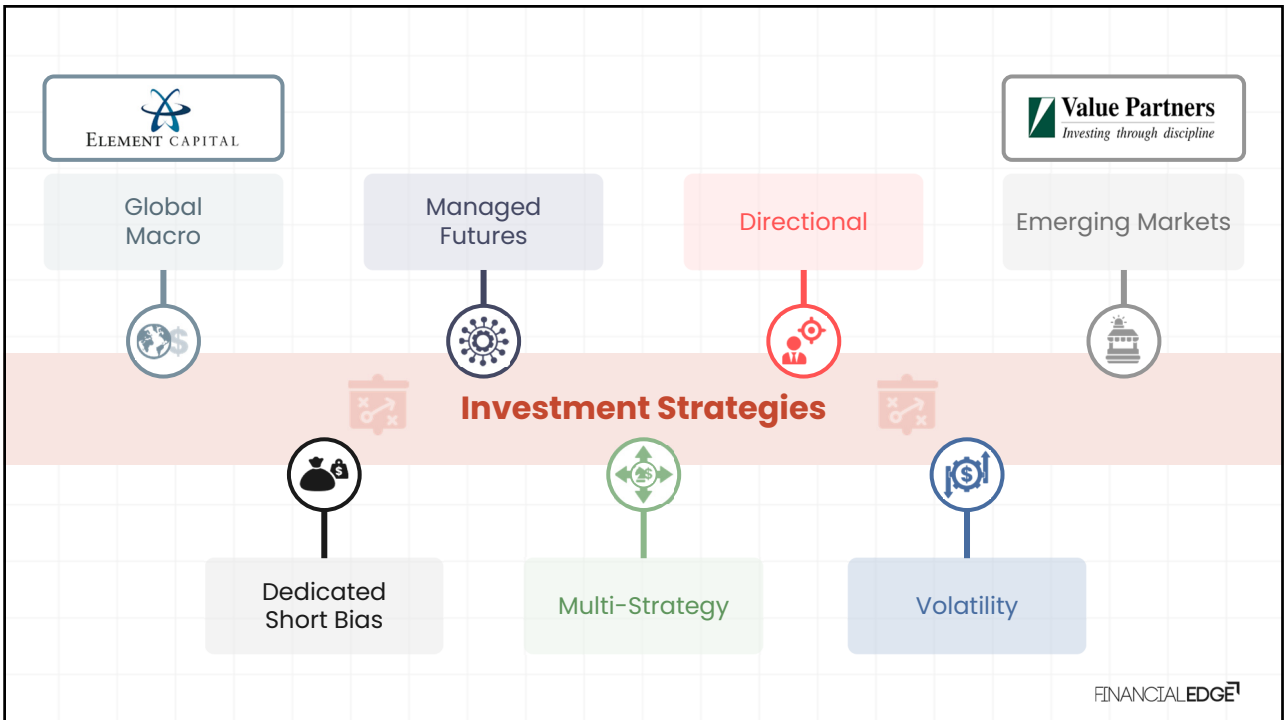 ELEMENT CAPITAL
Value Partners
Investing through discipline
Global
Macro
Managed
Futures
Directional
Emerging Markets
Investment Strategies
Dedicated
Short Bias
Multi-Strategy
Volatility
FINANCIALEDGE